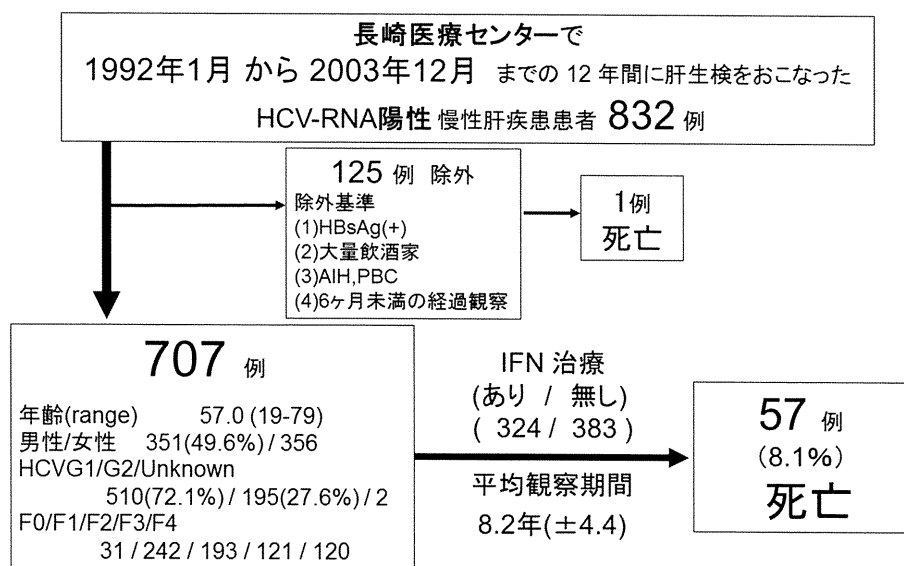 長崎医療センターで
1992年1月 から 2003年12月 までの 12 年間に肝生検をおこなった
HCV-RNA陽性 慢性肝疾患患者 832 例
125 例 除外
除外基準
(1)HBsAg(+)
(2)大量飲酒家
(3)AIH,PBC
(4)6ヶ月未満の経過観察
1例
死亡
707 例
年齢(range) 57.0 (19-79)
男性/女性 351(49.6%) / 356
HCVG1/G2/Unknown
510(72.1%) / 195(27.6%) / 2
F0/F1/F2/F3/F4
31 / 242 / 193 / 121 / 120
IFN 治療
(あり / 無し)
( 324 / 383 )
平均観察期間
8.2年(±4.4)
57 例
(8.1%)
死亡